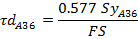 τd_A36 = 0.577 Sy_A36 / FS